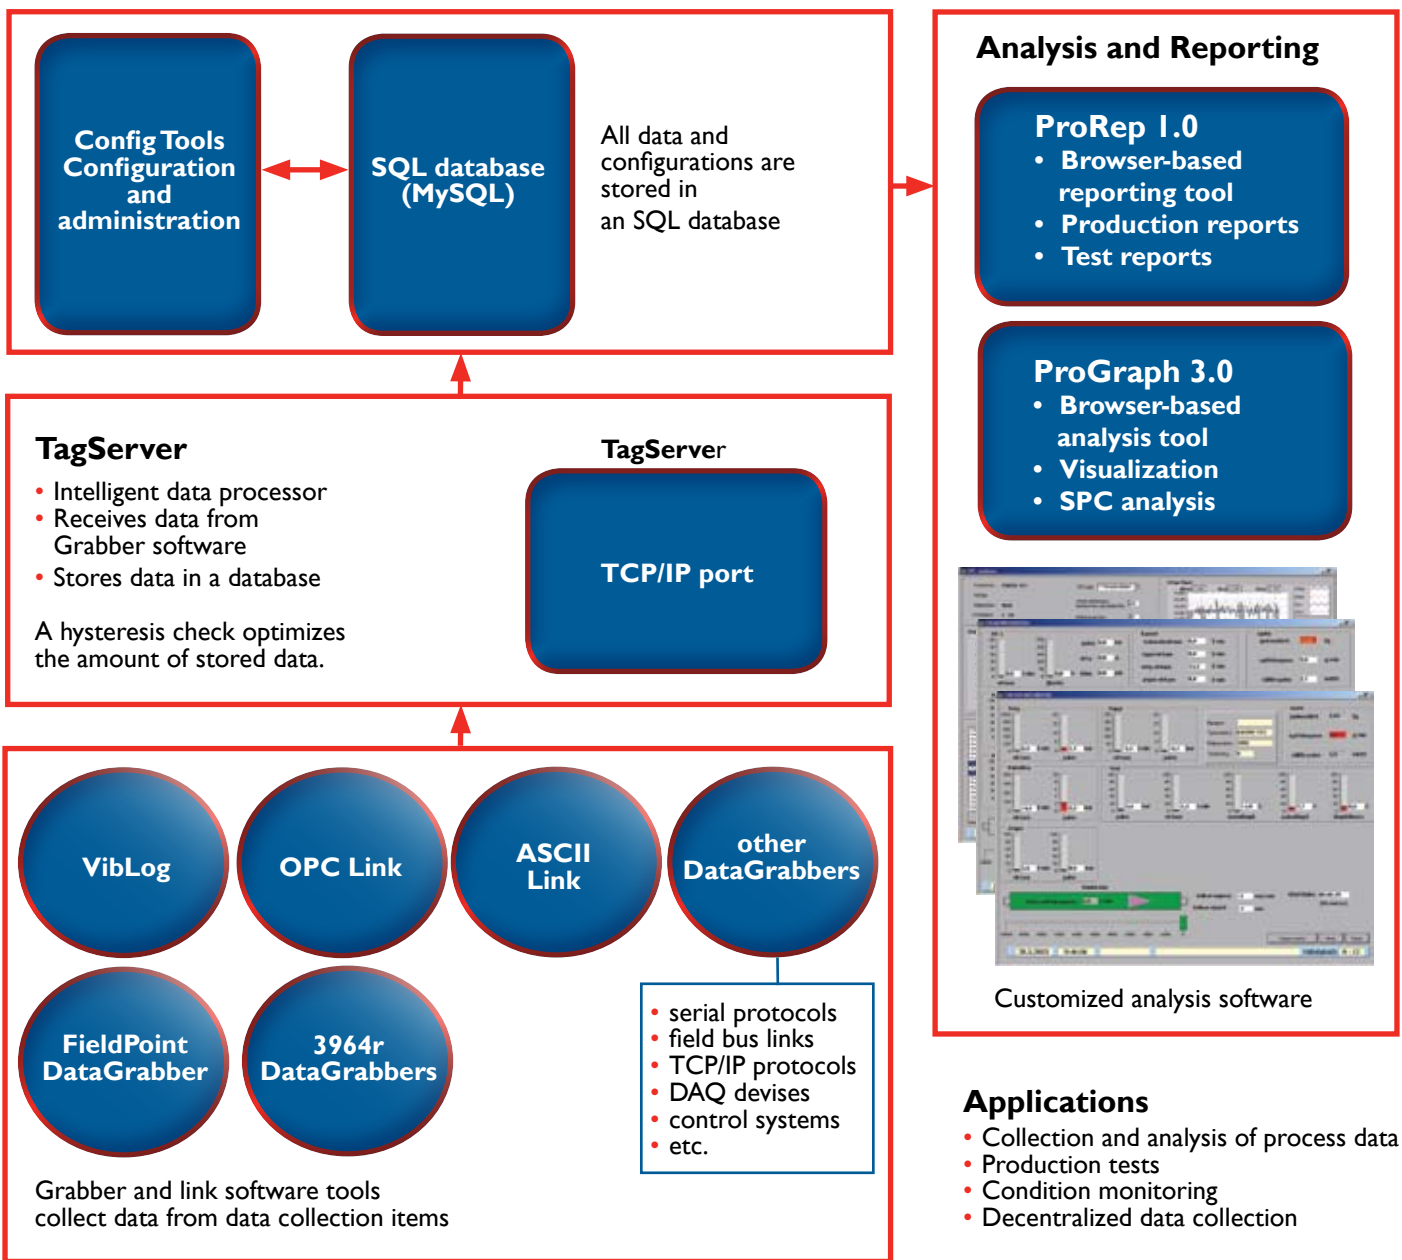 Config Tools
Configuration
and
administration
SQL database
(MySQL)
All data and
configurations are
stored in
an SQL database
TagServer
• Intelligent data processor
• Receives data from
Grabber software
• Stores data in a database
A hysteresis check optimizes
the amount of stored data.
TagServer
TCP/IP port
VibLog
OPC Link
ASCII
Link
other
DataGrabbers
FieldPoint
DataGrabber
3964r
DataGrabbers
• serial protocols
• field bus links
• TCP/IP protocols
• DAQ devises
• control systems
• etc.
Grabber and link software tools
collect data from data collection items
Analysis and Reporting
ProRep 1.0
• Browser-based
reporting tool
• Production reports
• Test reports
ProGraph 3.0
• Browser-based
analysis tool
• Visualization
• SPC analysis
Customized analysis software
Applications
• Collection and analysis of process data
• Production tests
• Condition monitoring
• Decentralized data collection